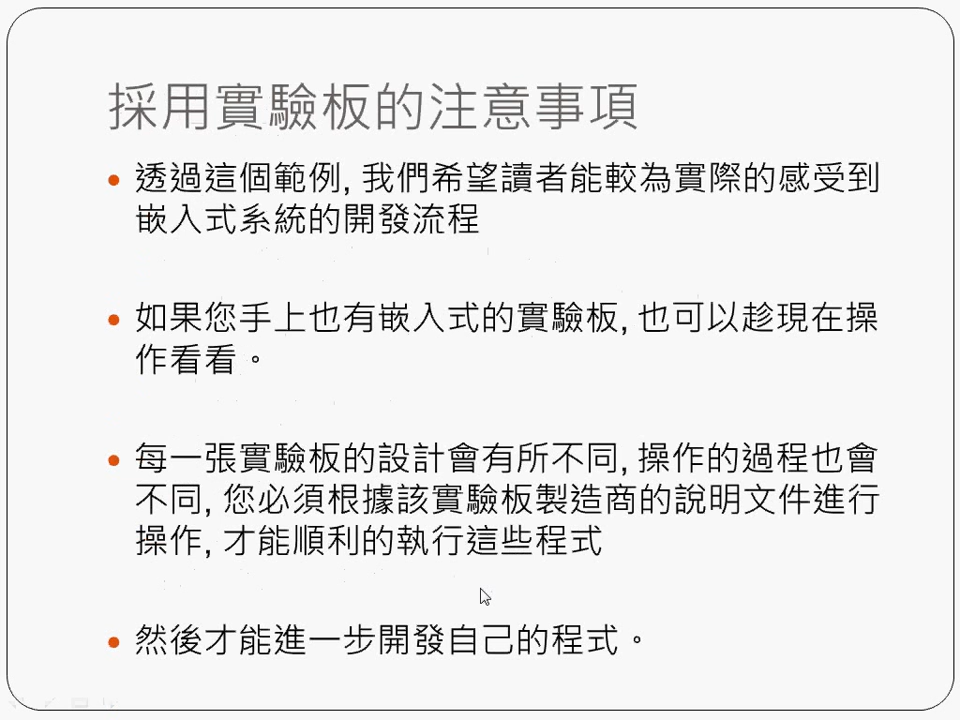 採用實驗板的注意事項
透過這個範例, 我們希望讀者能較為實際的感受到
嵌入式系統的開發流程
如果您手上也有嵌入式的實驗板, 也可以趁現在操
作看看。
每一張實驗板的設計會有所不同, 操作的過程也會
不同, 您必須根據該實驗板製造商的說明文件進行
操作, 才能順利的執行這些程式
然後才能進一步開發自己的程式。